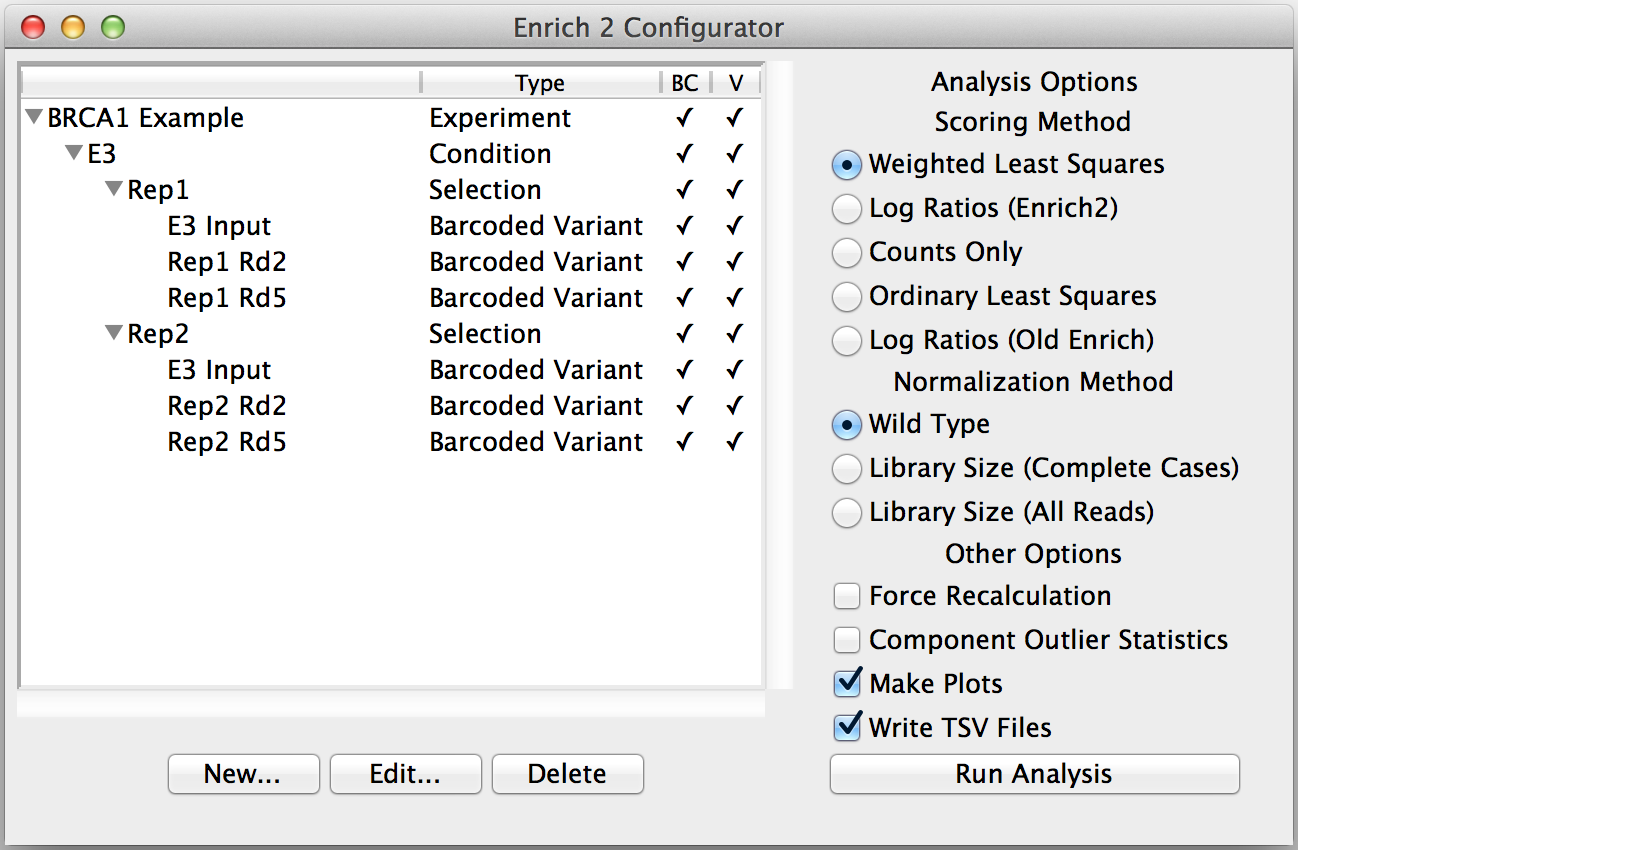 Enrich 2 Configurator
Type BC V
BRCA1 Example Experiment ✓ ✓
E3 Condition ✓ ✓
Rep1 Selection ✓ ✓
E3 Input Barcoded Variant ✓ ✓
Rep1 Rd2 Barcoded Variant ✓ ✓
Rep1 Rd5 Barcoded Variant ✓ ✓
Rep2 Selection ✓ ✓
E3 Input Barcoded Variant ✓ ✓
Rep2 Rd2 Barcoded Variant ✓ ✓
Rep2 Rd5 Barcoded Variant ✓ ✓
New... Edit... Delete
Analysis Options
Scoring Method
Weighted Least Squares
Log Ratios (Enrich2)
Counts Only
Ordinary Least Squares
Log Ratios (Old Enrich)
Normalization Method
Wild Type
Library Size (Complete Cases)
Library Size (All Reads)
Other Options
Force Recalculation
Component Outlier Statistics
Make Plots
Write TSV Files
Run Analysis